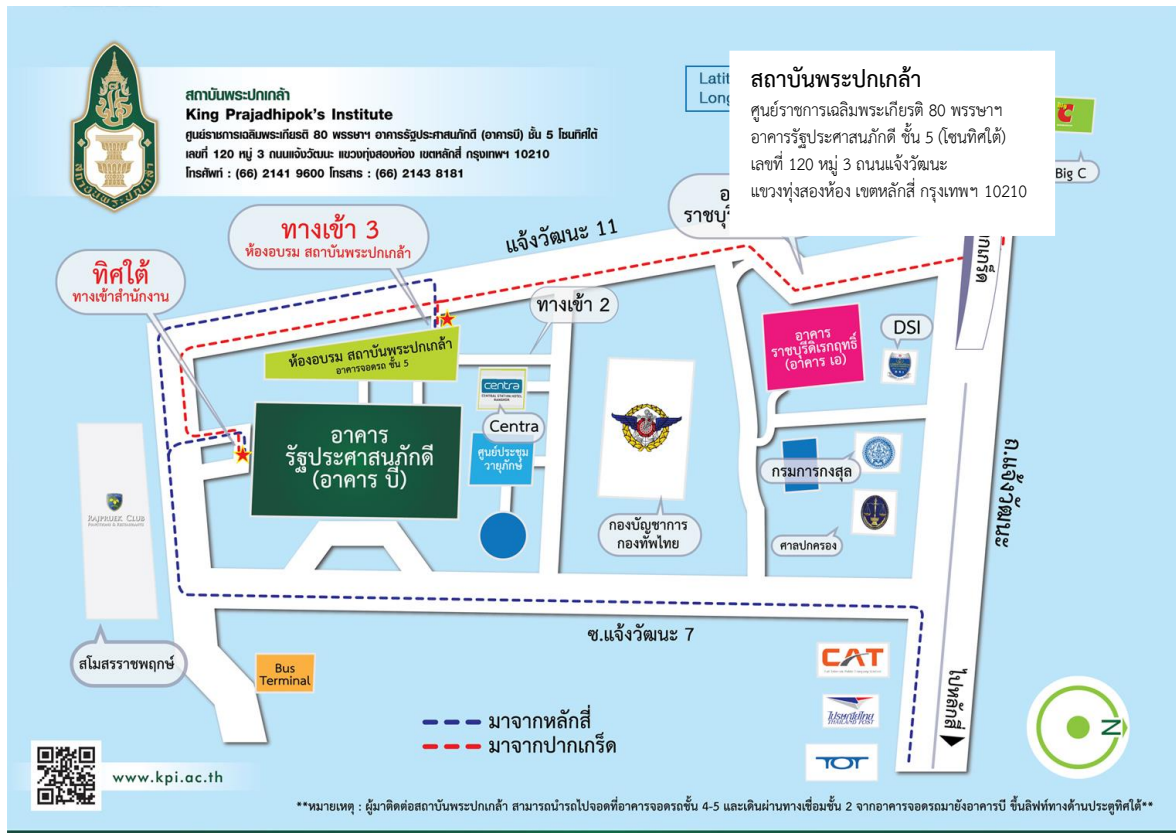 สถาบันพระปกเกล้า
King Prajadhipok's Institute
ศูนย์ราชการเฉลิมพระเกียรติ 80 พรรษาฯ อาคารรัฐประศาสนภักดี (อาคารบี) ชั้น 5 โซนทิศใต้
เลขที่ 120 หมู่ 3 ถนนแจ้งวัฒนะ แขวงทุ่งสองห้อง เขตหลักสี่ กรุงเทพฯ 10210
โทรศัพท์ : (66) 2141 9600 โทรสาร : (66) 2143 8181
สถาบันพระปกเกล้า
Latit
Long
สถาบันพระปกเกล้า
ศูนย์ราชการเฉลิมพระเกียรติ 80 พรรษาฯ
อาคารรัฐประศาสนภักดี ชั้น 5 (โซนทิศใต้)
เลขที่ 120 หมู่ 3 ถนนแจ้งวัฒนะ
แขวงทุ่งสองห้อง เขตหลักสี่ กรุงเทพฯ 10210
Big C
ทางเข้า 3
ห้องอบรม สถาบันพระปกเกล้า
แจ้งวัฒนะ 11
ทิศใต้
ทางเข้าสำนักงาน
ทางเข้า 2
ห้องอบรม สถาบันพระปกเกล้า
อาคารจอดรถ ชั้น 5
อาคาร
ราชบุรีดิเรกฤทธิ์
(อาคาร เอ)
DSI
centra
Centra
อาคาร
รัฐประศาสนภักดี
(อาคาร บี)
ศูนย์ประชุม
วายุภักษ์
กรมการกงสุล
ถ.แจ้งวัฒนะ
RAJPRUEK CLUB
กองบัญชาการ
กองทัพไทย
ศาลปกครอง
ซ.แจ้งวัฒนะ 7
สโมสรราชพฤกษ์
Bus
Terminal
CAT
ไปรษณีย์ไทย
THAILAND POST
TOT
ไปหลักสี่
N
มาจากหลักสี่
มาจากปากเกร็ด
www.kpi.ac.th
**หมายเหตุ : ผู้มาติดต่อสถาบันพระปกเกล้า สามารถนำรถไปจอดที่อาคารจอดรถชั้น 4-5 และเดินผ่านทางเชื่อมชั้น 2 จากอาคารจอดรถมายังอาคารบี ขึ้นลิฟท์ทางด้านประตูทิศใต้**